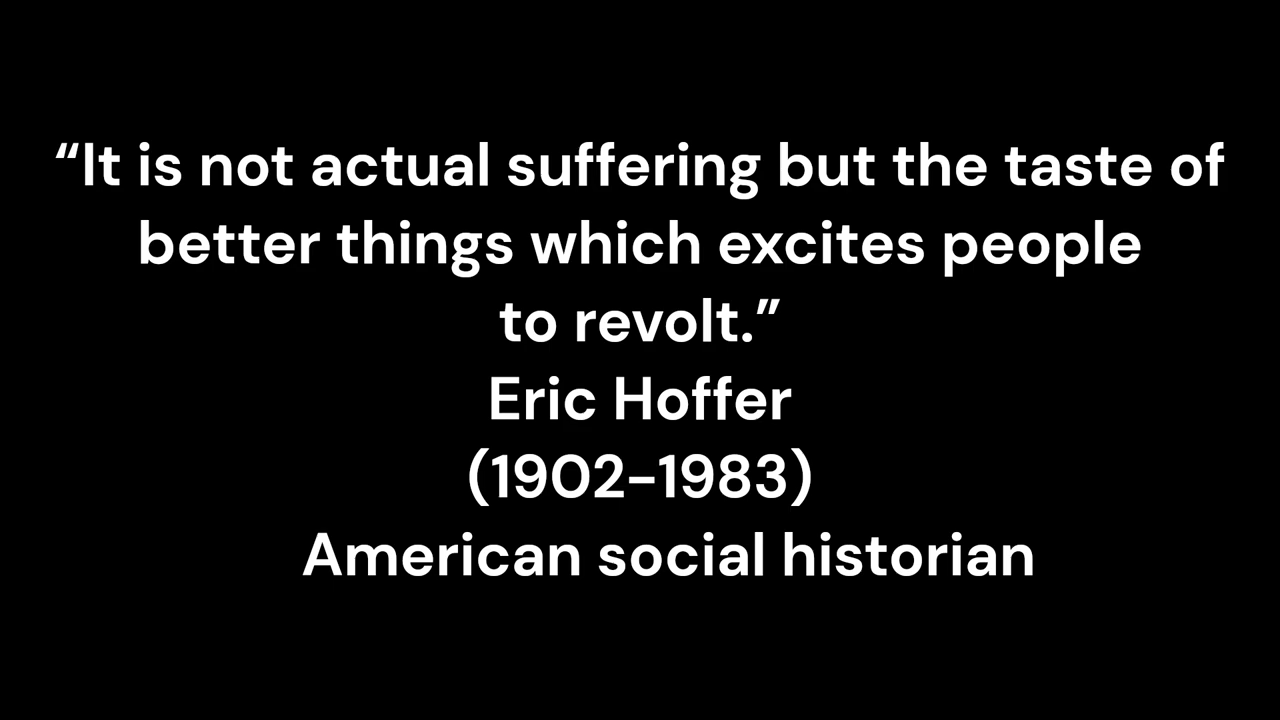 “It is not actual suffering but the taste of
better things which excites people
to revolt.”
Eric Hoffer
(1902–1983)
American social historian